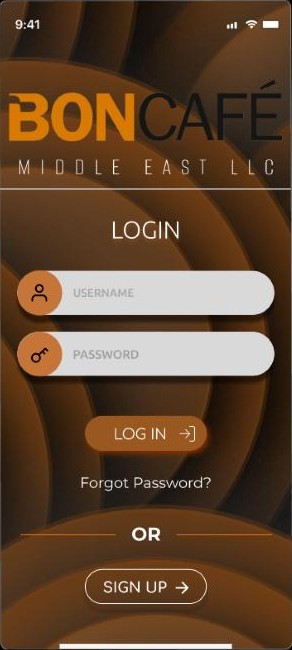 9:41
BONCAFÉ
MIDDLE EAST LLC
LOGIN
USERNAME
PASSWORD
LOG IN
Forgot Password?
OR
SIGN UP